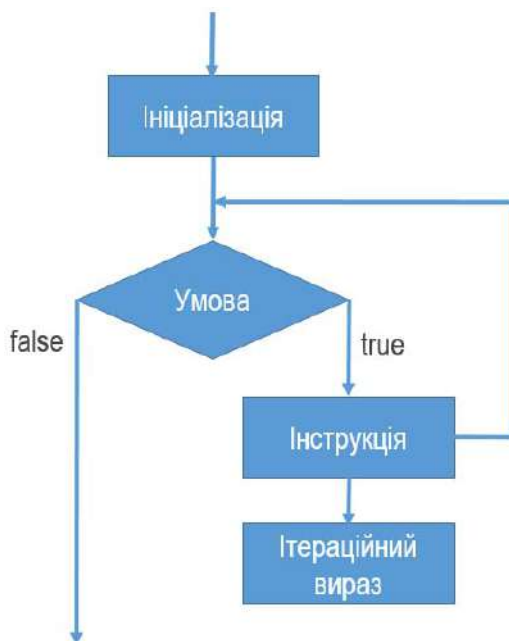 Ініціалізація
Умова
false
true
Інструкція
Ітераційний
вираз